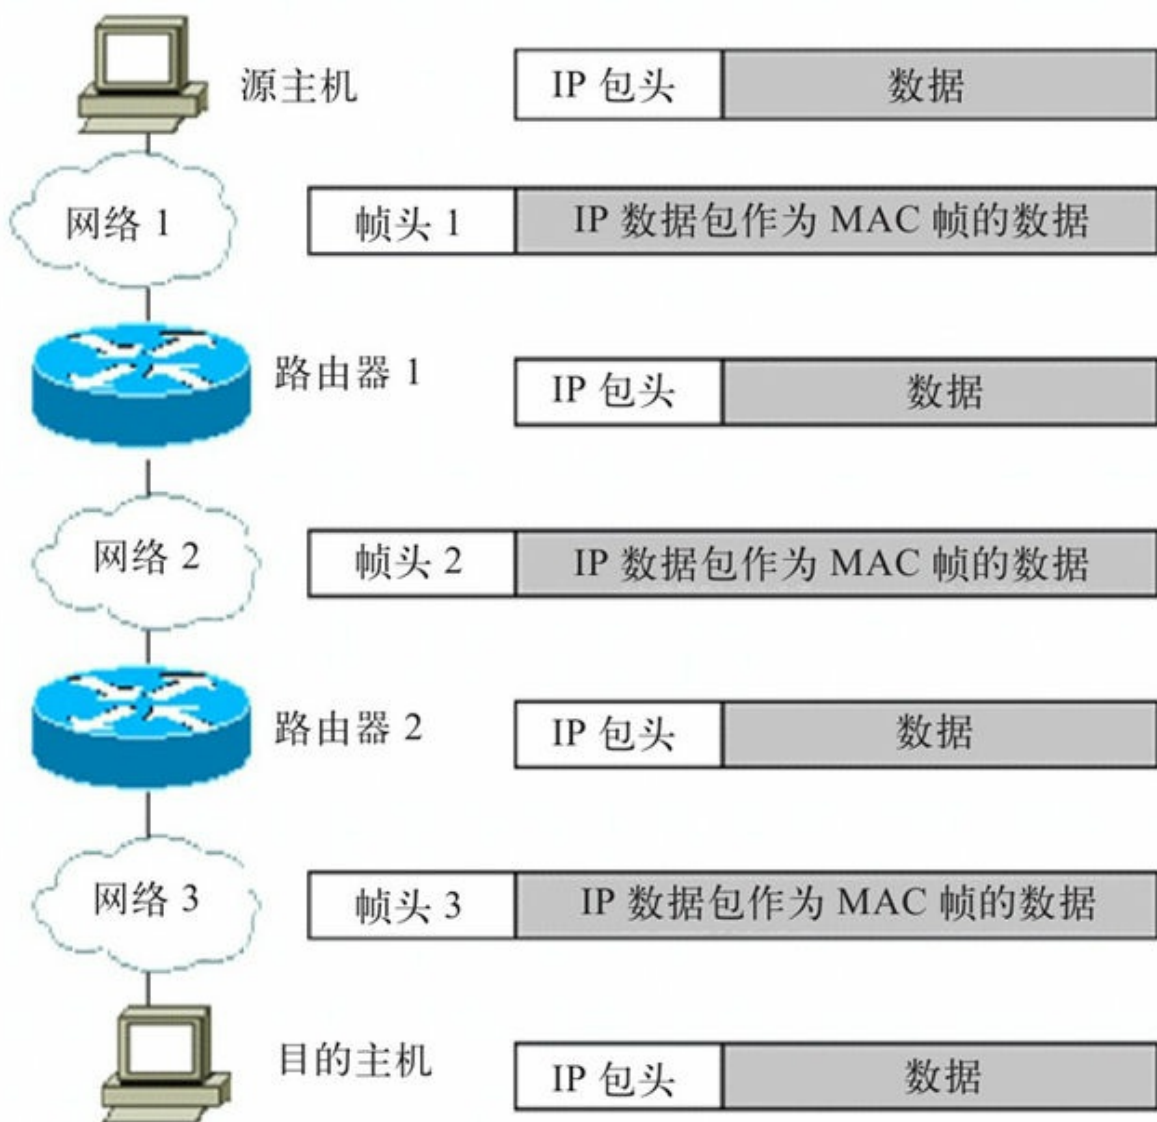 源主机 IP 包头 数据
网络 1 帧头 1 IP 数据包作为 MAC 帧的数据
路由器 1 IP 包头 数据
网络 2 帧头 2 IP 数据包作为 MAC 帧的数据
路由器 2 IP 包头 数据
网络 3 帧头 3 IP 数据包作为 MAC 帧的数据
目的主机 IP 包头 数据